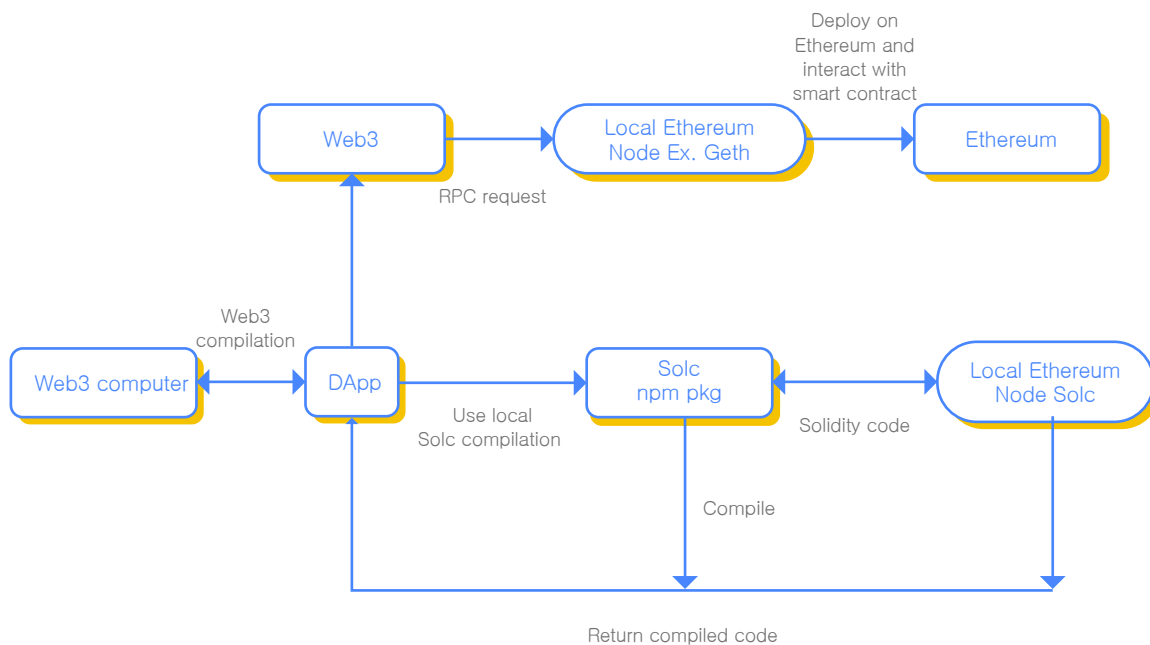 Deploy on
Ethereum and
interact with
smart contract
Web3
Local Ethereum
Node Ex. Geth
Ethereum
RPC request
Web3
compilation
Web3 computer
DApp
Solc
npm pkg
Local Ethereum
Node Solc
Use local
Solc compilation
Solidity code
Compile
Return compiled code